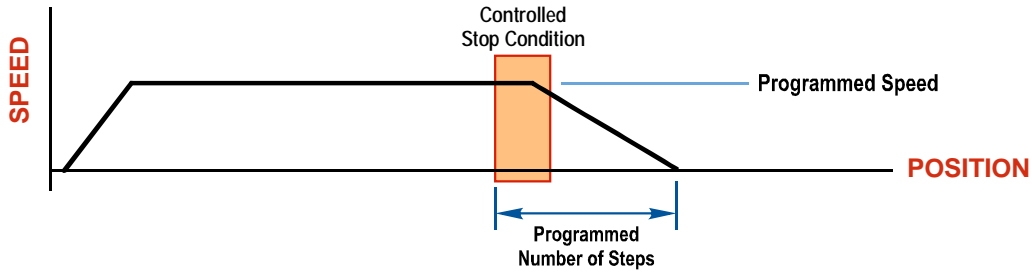 Controlled
Stop Condition
SPEED
Programmed Speed
POSITION
Programmed
Number of Steps